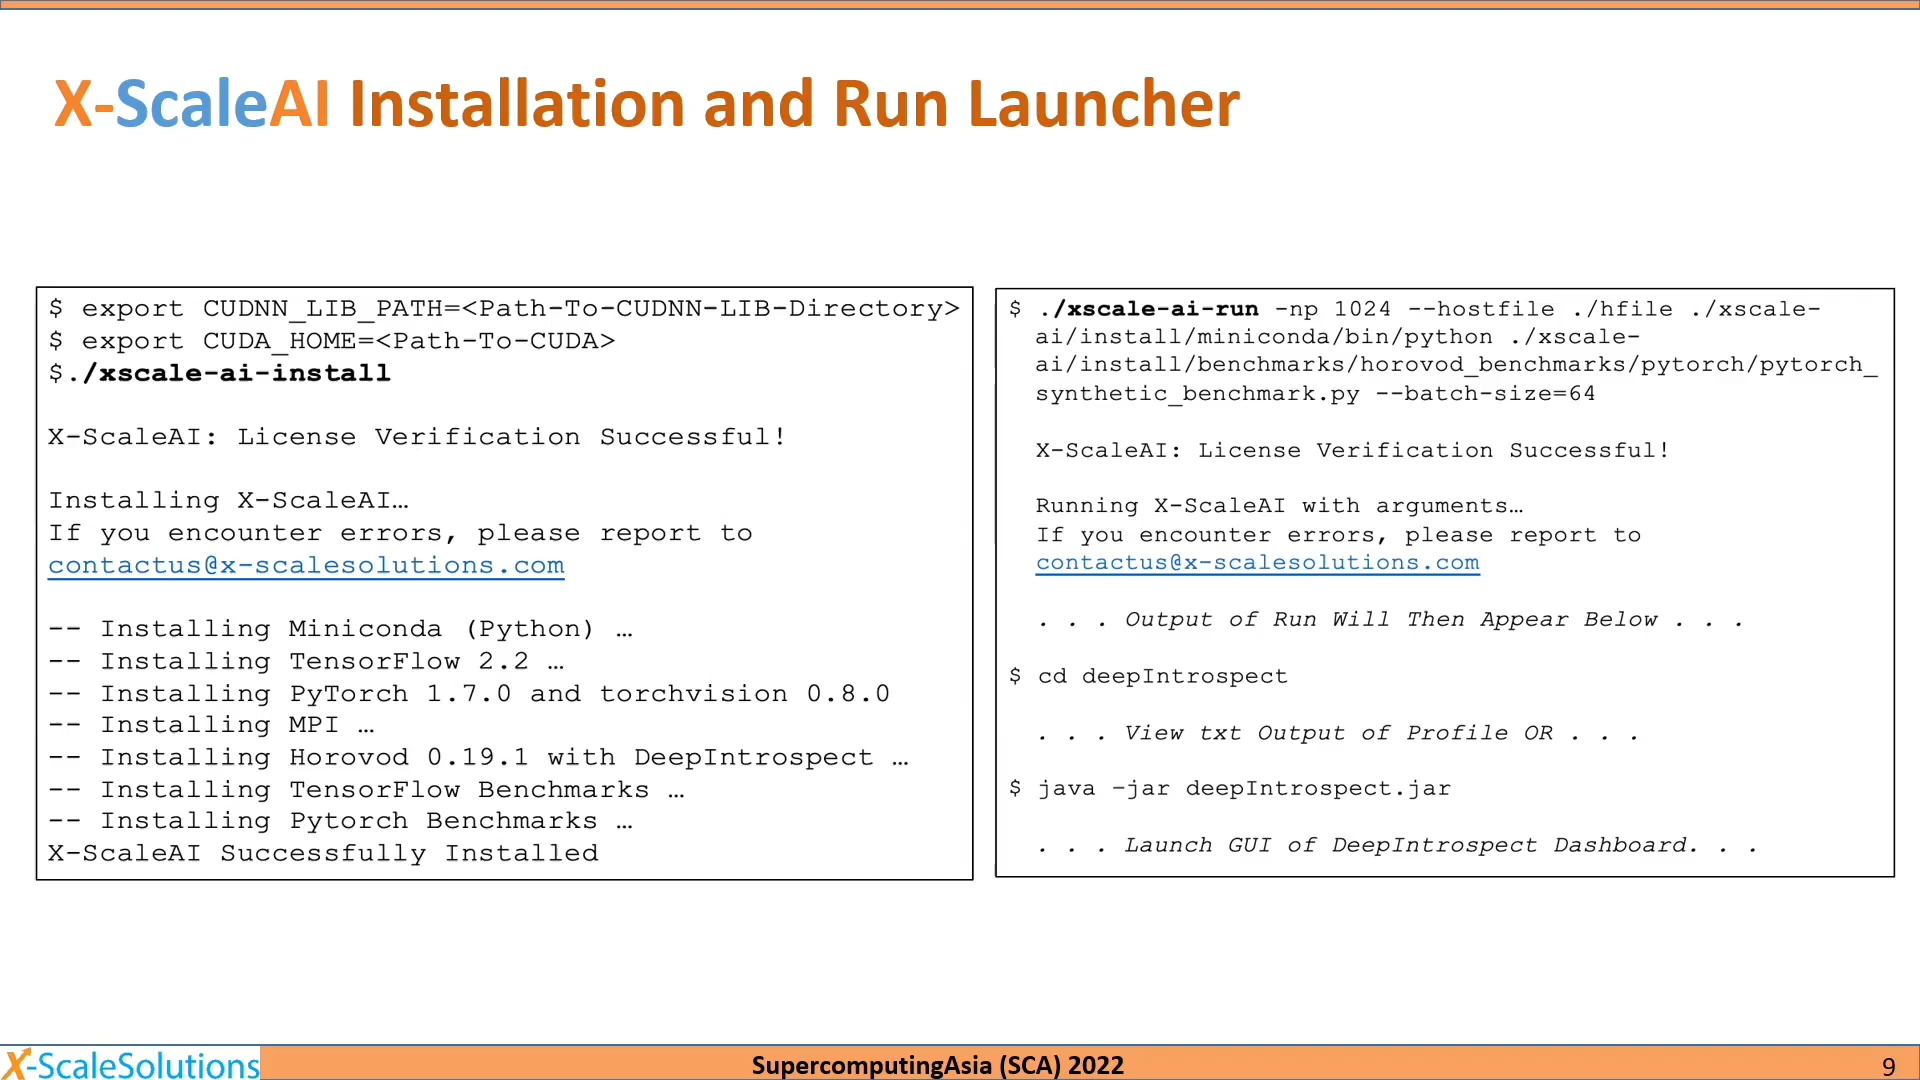 X-ScaleAI Installation and Run Launcher
$ export CUDNN_LIB_PATH=<Path-To-CUDNN-LIB-Directory>
$ export CUDA_HOME=<Path-To-CUDA>
$./xscale-ai-install
X-ScaleAI: License Verification Successful!
Installing X-ScaleAI…
If you encounter errors, please report to
contactus@x-scalesolutions.com
-- Installing Miniconda (Python) …
-- Installing TensorFlow 2.2 …
-- Installing PyTorch 1.7.0 and torchvision 0.8.0
-- Installing MPI …
-- Installing Horovod 0.19.1 with DeepIntrospect …
-- Installing TensorFlow Benchmarks …
-- Installing Pytorch Benchmarks …
X-ScaleAI Successfully Installed
$ ./xscale-ai-run -np 1024 --hostfile ./hfile ./xscale-
ai/install/miniconda/bin/python ./xscale-
ai/install/benchmarks/horovod_benchmarks/pytorch/pytorch_
synthetic_benchmark.py --batch-size=64
X-ScaleAI: License Verification Successful!
Running X-ScaleAI with arguments…
If you encounter errors, please report to
contactus@x-scalesolutions.com
. . . Output of Run Will Then Appear Below . . .
$ cd deepIntrospect
. . . View txt Output of Profile OR . . .
$ java –jar deepIntrospect.jar
. . . Launch GUI of DeepIntrospect Dashboard. . .
X-ScaleSolutions
SupercomputingAsia (SCA) 2022
9